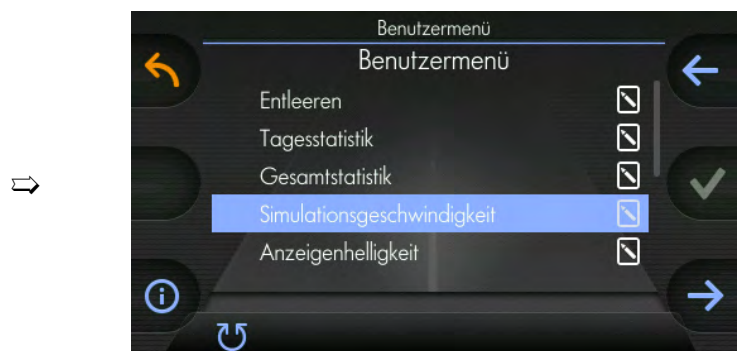 Benutzermenü
Benutzermenü
Entleeren
Tagesstatistik
Gesamtstatistik
Simulationsgeschwindigkeit
Anzeigenhelligkeit